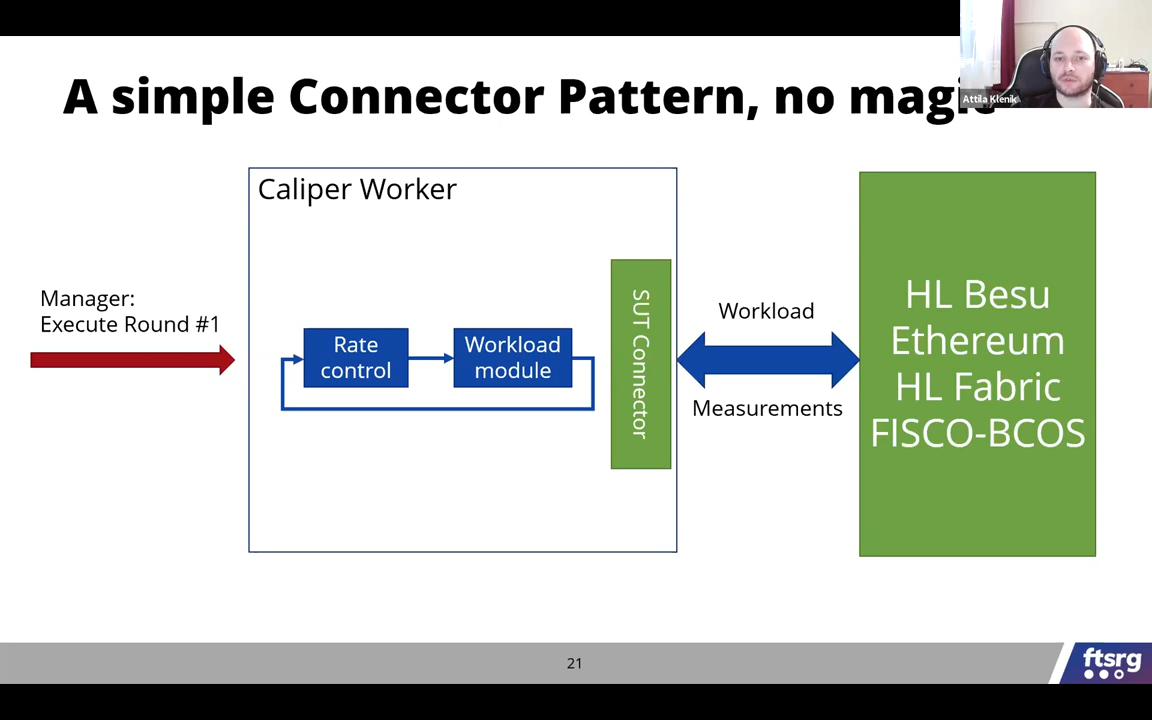 A simple Connector Pattern, no magic
Attila Klenik
Caliper Worker
Manager:
Execute Round #1
Rate
control
Workload
module
SUT Connector
Workload
Measurements
HL Besu
Ethereum
HL Fabric
FISCO-BCOS
21
ftsrg